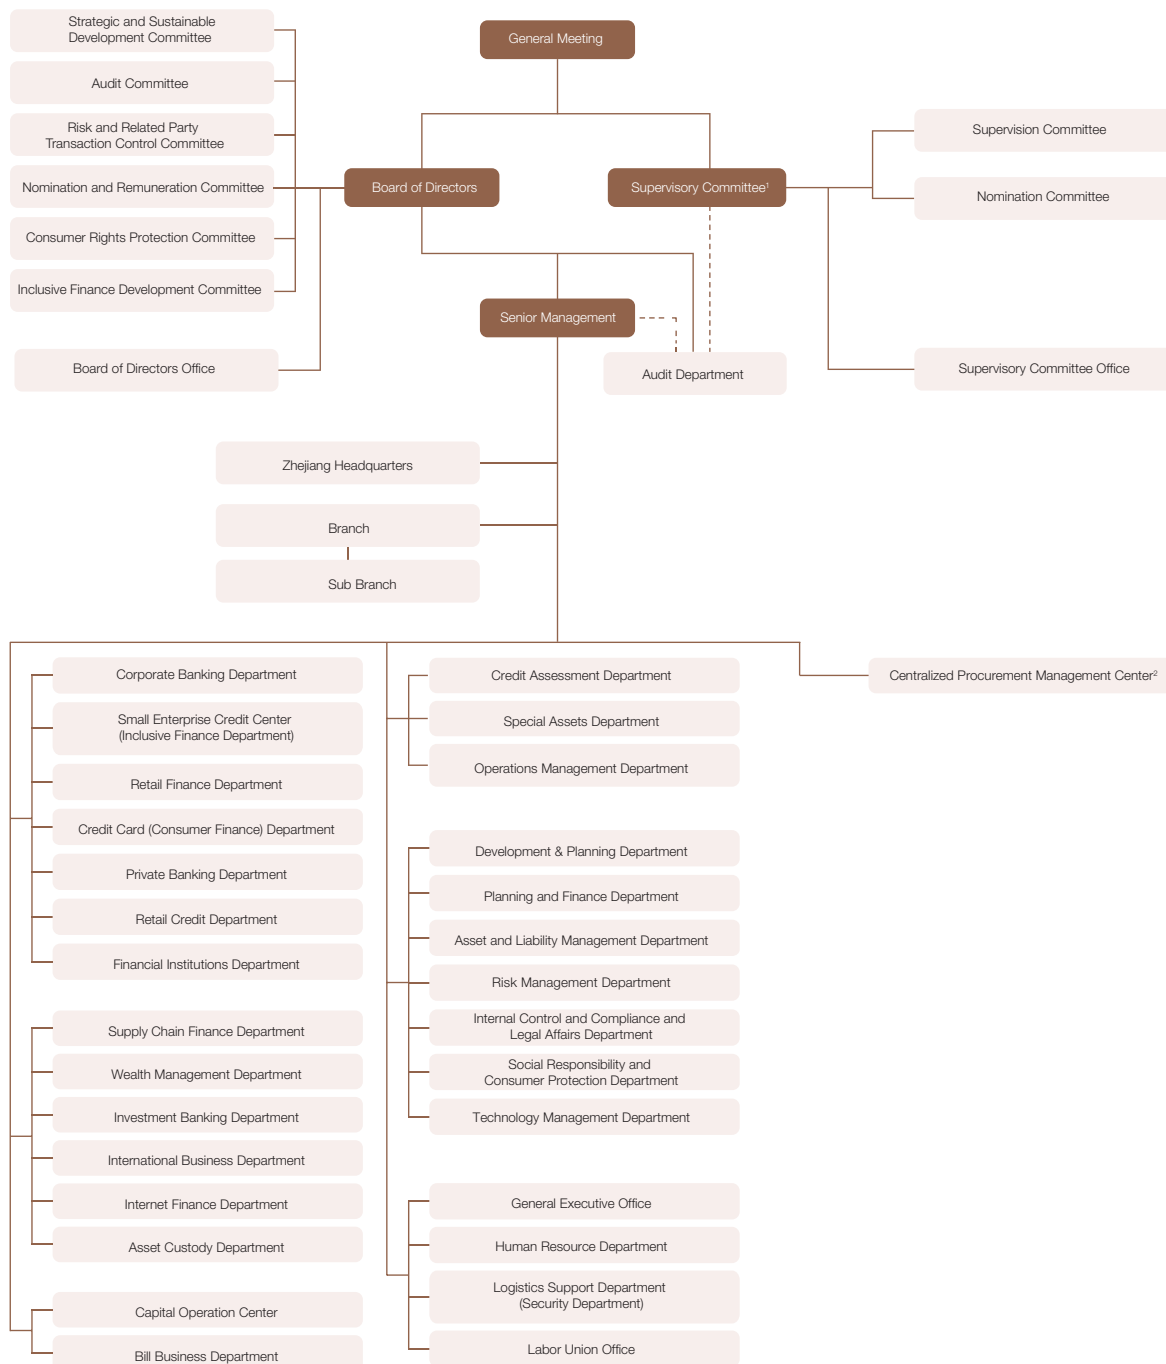 Strategic and Sustainable
Development Committee
Audit Committee
Risk and Related Party
Transaction Control Committee
Nomination and Remuneration Committee
Consumer Rights Protection Committee
Inclusive Finance Development Committee
Board of Directors Office
General Meeting
Board of Directors
Supervisory Committee¹
Supervision Committee
Nomination Committee
Supervisory Committee Office
Senior Management
Audit Department
Zhejiang Headquarters
Branch
Sub Branch
Corporate Banking Department
Small Enterprise Credit Center
(Inclusive Finance Department)
Retail Finance Department
Credit Card (Consumer Finance) Department
Private Banking Department
Retail Credit Department
Financial Institutions Department
Supply Chain Finance Department
Wealth Management Department
Investment Banking Department
International Business Department
Internet Finance Department
Asset Custody Department
Capital Operation Center
Bill Business Department
Credit Assessment Department
Special Assets Department
Operations Management Department
Development & Planning Department
Planning and Finance Department
Asset and Liability Management Department
Risk Management Department
Internal Control and Compliance and
Legal Affairs Department
Social Responsibility and
Consumer Protection Department
Technology Management Department
General Executive Office
Human Resource Department
Logistics Support Department
(Security Department)
Labor Union Office
Centralized Procurement Management Center²